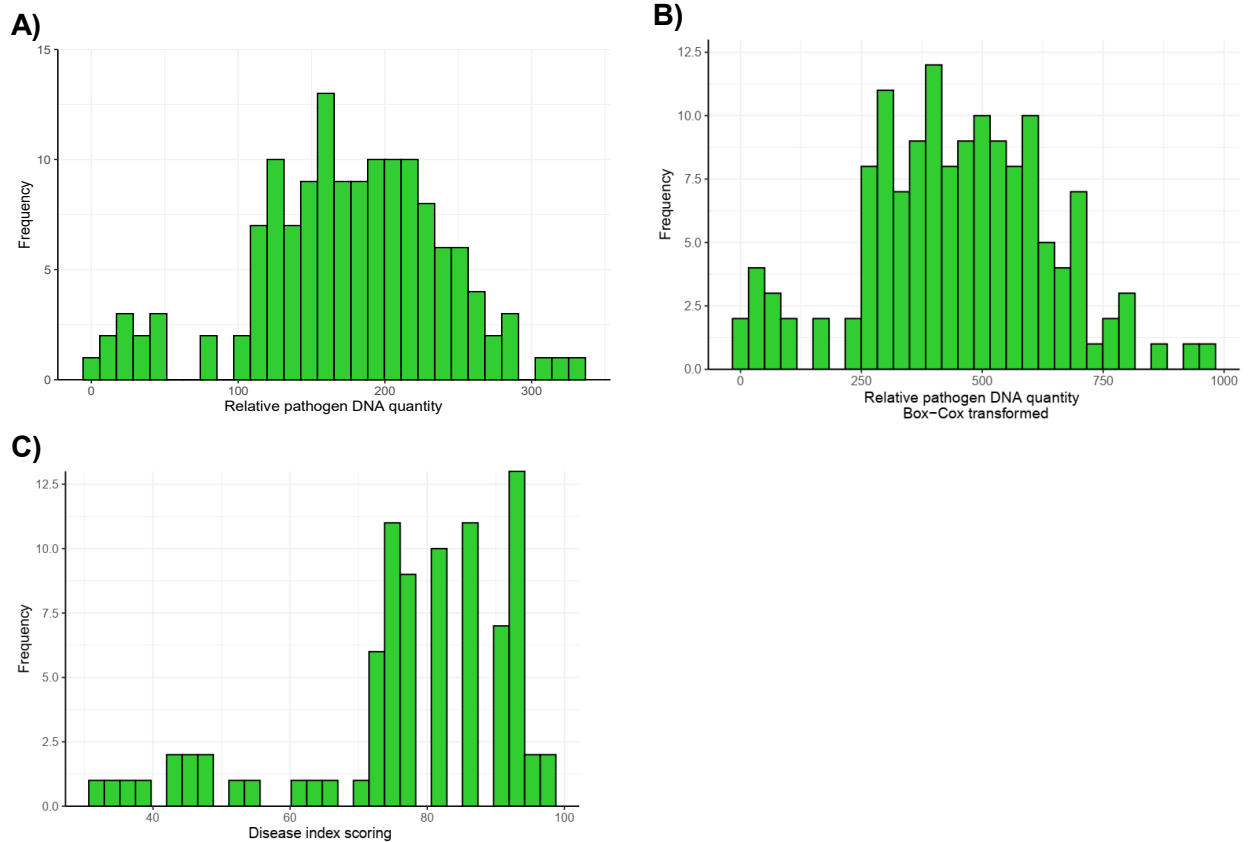 A)
15
10
5
0
Frequency
0 100 200 300
Relative pathogen DNA quantity
B)
12.5
10.0
7.5
5.0
2.5
0.0
Frequency
0 250 500 750 1000
Relative pathogen DNA quantity
Box−Cox transformed
C)
12.5
10.0
7.5
5.0
2.5
0.0
Frequency
40 60 80 100
Disease index scoring